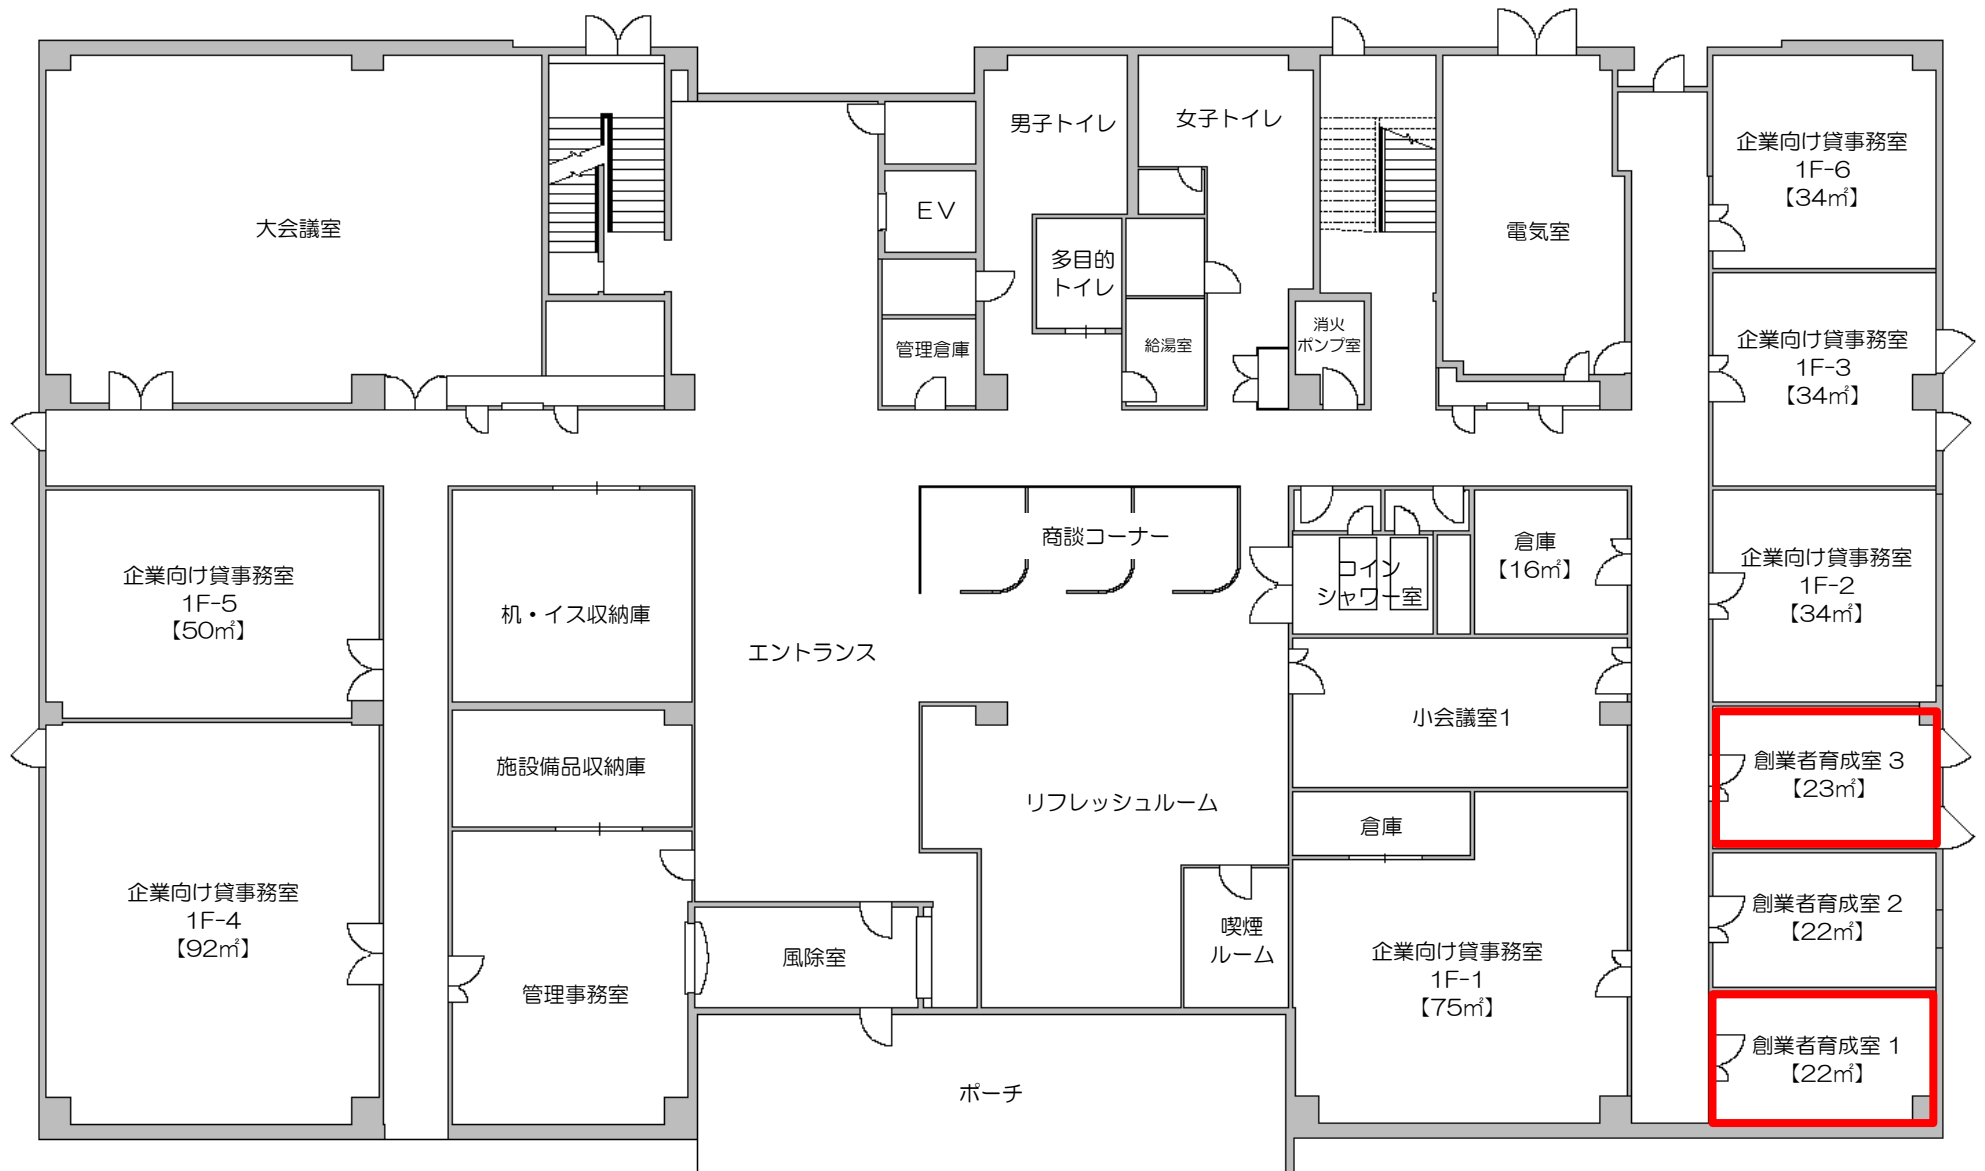 男子トイレ
女子トイレ
企業向け貸事務室
1F-6
【34㎡】
大会議室
EV
電気室
多目的
トイレ
管理倉庫
給湯室
消火
ポンプ室
企業向け貸事務室
1F-3
【34㎡】
企業向け貸事務室
1F-5
【50㎡】
机・イス収納庫
商談コーナー
コイン
シャワー室
倉庫
【16㎡】
企業向け貸事務室
1F-2
【34㎡】
エントランス
小会議室1
施設備品収納庫
リフレッシュルーム
倉庫
創業者育成室 3
【23㎡】
企業向け貸事務室
1F-4
【92㎡】
管理事務室
風除室
喫煙
ルーム
企業向け貸事務室
1F-1
【75㎡】
創業者育成室 2
【22㎡】
創業者育成室 1
【22㎡】
ポーチ